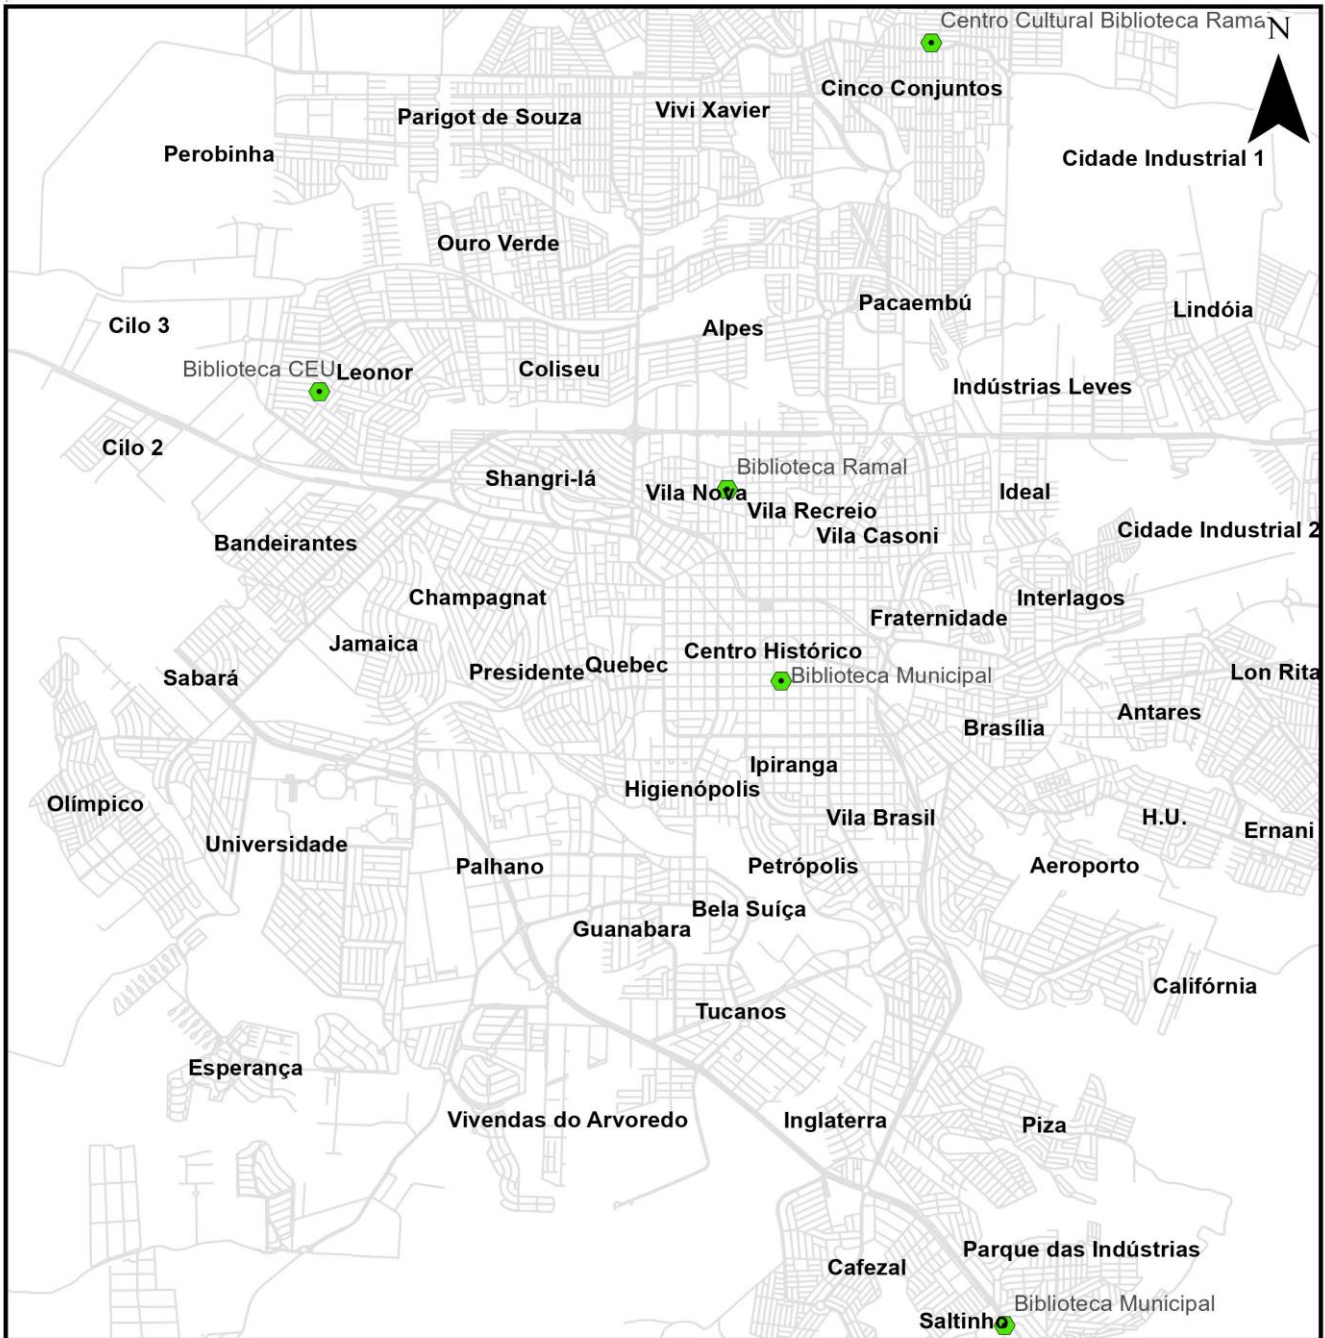 Centro Cultural Biblioteca Rama
N
Cinco Conjuntos
Vivi Xavier
Parigot de Souza
Perobinha
Cidade Industrial 1
Ouro Verde
Pacaembú
Lindóia
Cilo 3
Alpes
Biblioteca CEU
Leonor
Coliseu
Indústrias Leves
Cilo 2
Biblioteca Ramal
Shangri-lá
Vila Nova
Ideal
Vila Recreio
Cidade Industrial 2
Vila Casoni
Bandeirantes
Champagnat
Interlagos
Fraternidade
Jamaica
Centro Histórico
Presidente
Quebec
Biblioteca Municipal
Sabará
Lon Rita
Antares
Brasília
Ipiranga
Higienópolis
Olímpico
Vila Brasil
H.U.
Ernani
Universidade
Palhano
Petrópolis
Aeroporto
Bela Suíça
Guanabara
Califórnia
Tucanos
Esperança
Vivendas do Arvoredo
Inglaterra
Piza
Parque das Indústrias
Cafezal
Biblioteca Municipal
Saltinho